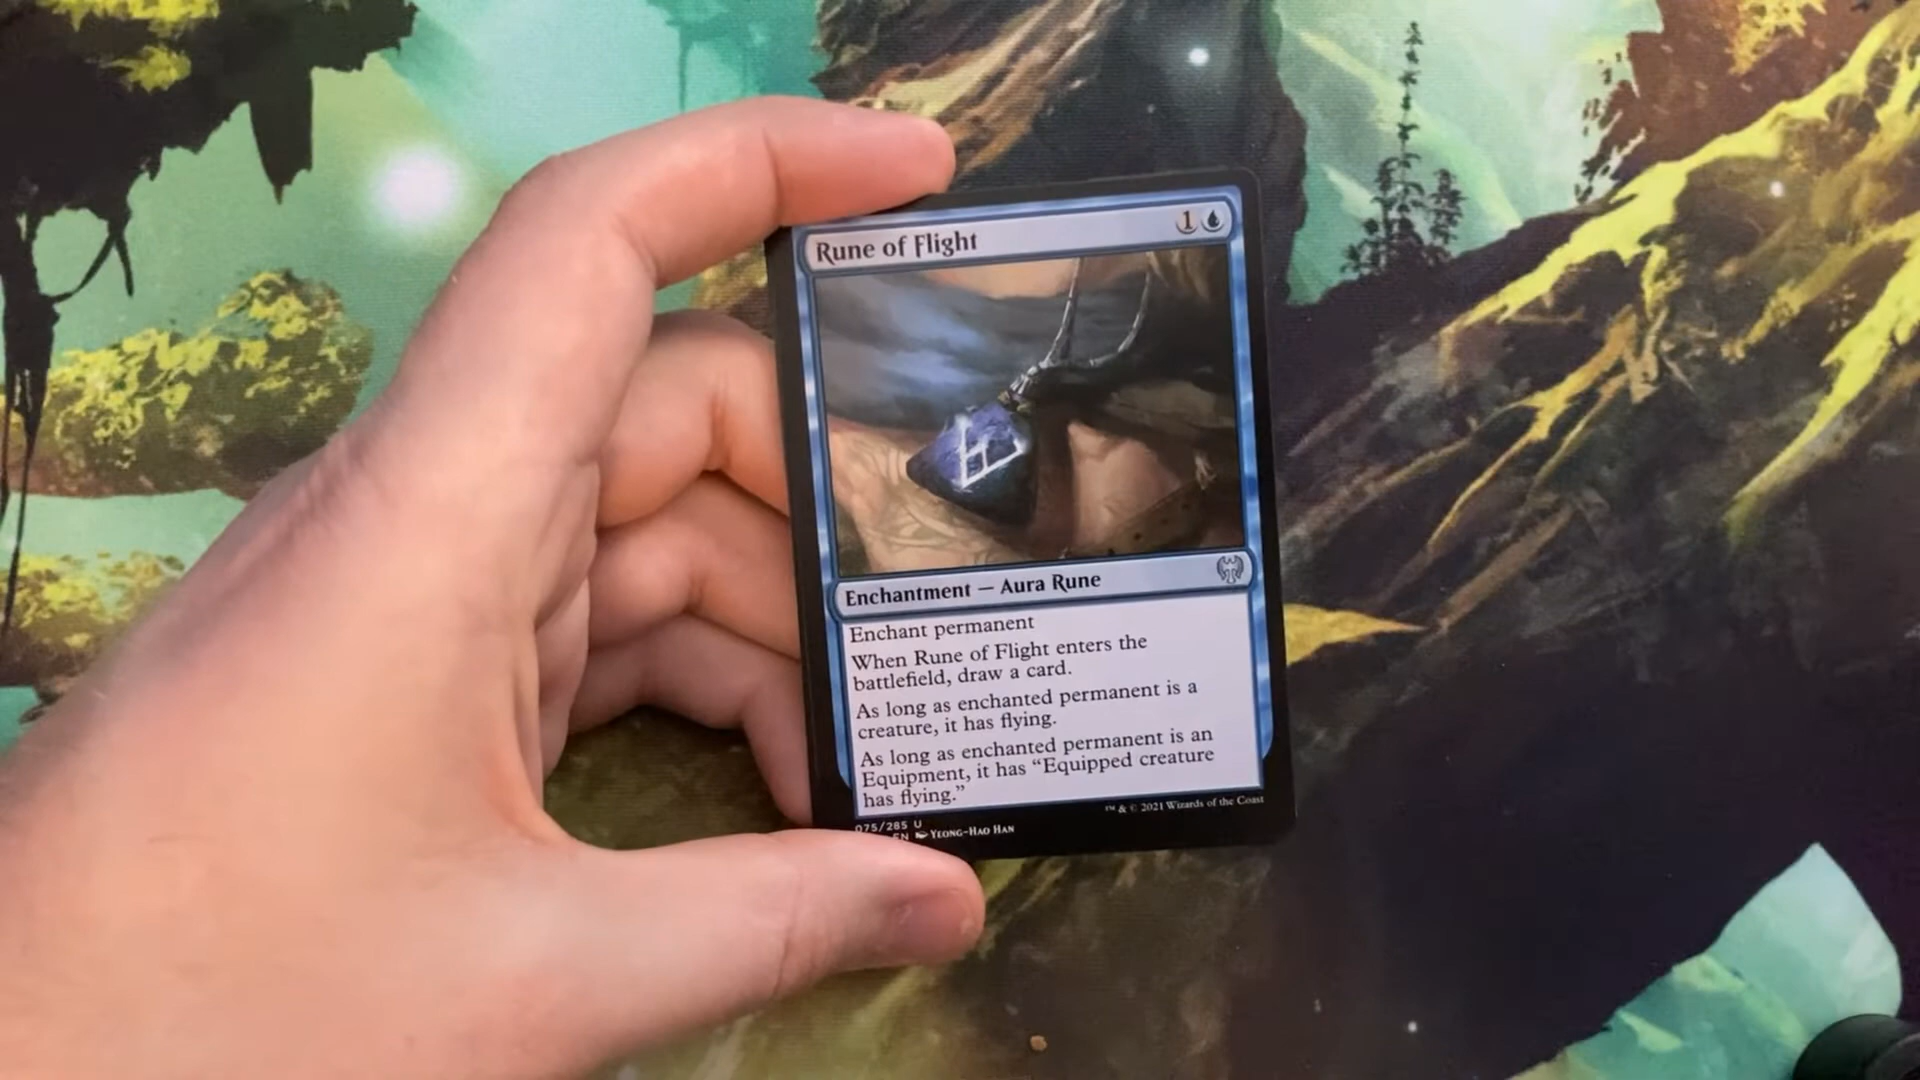 Rune of Flight 1
Enchantment — Aura Rune
Enchant permanent
When Rune of Flight enters the
battlefield, draw a card.
As long as enchanted permanent is a
creature, it has flying.
As long as enchanted permanent is an
Equipment, it has “Equipped creature
has flying.”
075/285 U
EN Yeong-Hao Han
™ & © 2021 Wizards of the Coast